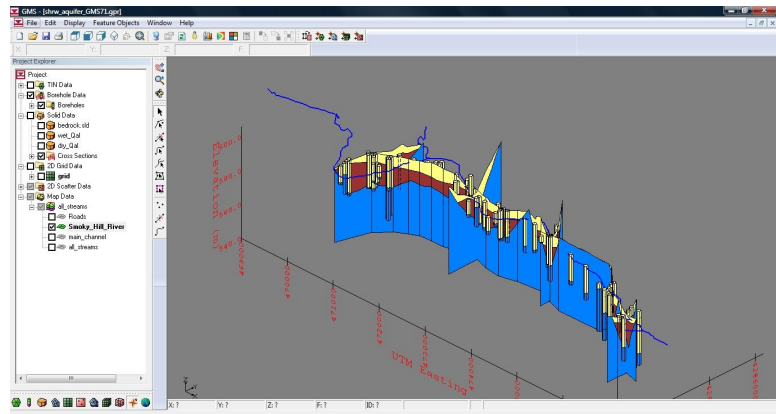 GMS - [shrw_aquifer_GMS71.gpr]
File Edit Display Feature Objects Window Help
X: Y: Z: F:
Project Explorer
Project
TIN Data
Borehole Data
Boreholes
Solid Data
bedrock.sld
wet_Qal
dry_Qal
Cross Sections
2D Grid Data
grid
2D Scatter Data
Map Data
all_streams
Roads
Smoky_Hill_River
main_channel
all_streams
Elevation (m)
UTM Easting
X: ? Y: ? Z: ? F: ? ID: ?